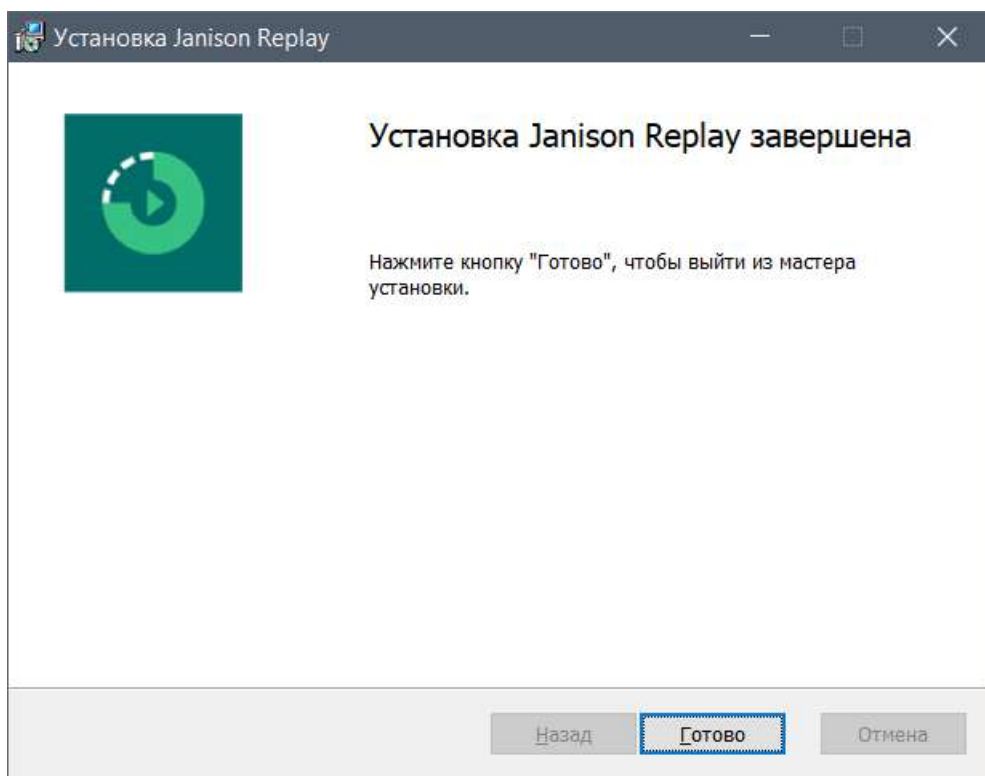 Установка Janison Replay
Установка Janison Replay завершена
Нажмите кнопку "Готово", чтобы выйти из мастера
установки.
Назад Готово Отмена